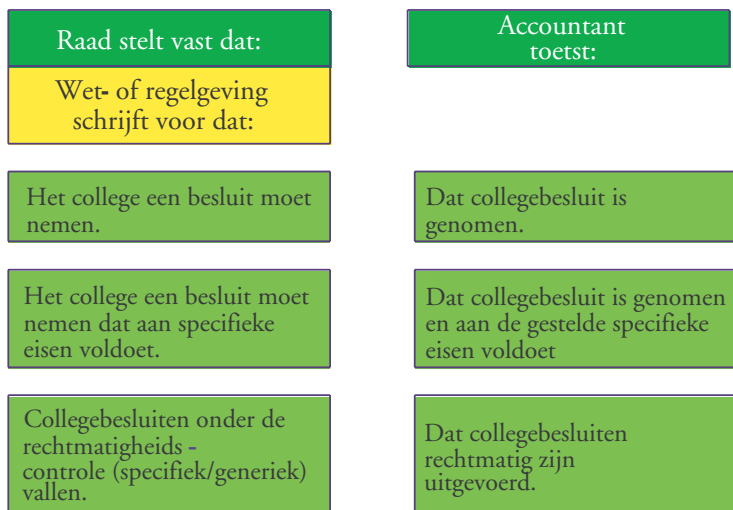 Raad stelt vast dat:
Accountant
toetst:
Wet- of regelgeving
schrijft voor dat:
Het college een besluit moet
nemen.
Dat collegebesluit is
genomen.
Het college een besluit moet
nemen dat aan specifieke
eisen voldoet.
Dat collegebesluit is genomen
en aan de gestelde specifieke
eisen voldoet
Collegebesluiten onder de
rechtmatigheids -
controle (specifiek/generiek)
vallen.
Dat collegebesluiten
rechtmatig zijn
uitgevoerd.